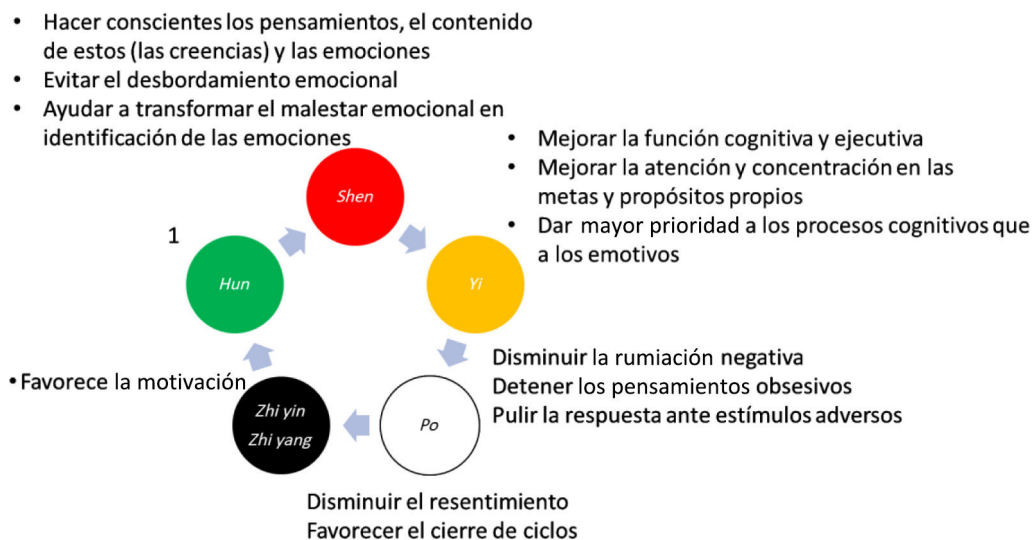 • Hacer conscientes los pensamientos, el contenido
de estos (las creencias) y las emociones
• Evitar el desbordamiento emocional
• Ayudar a transformar el malestar emocional en
identificación de las emociones
• Mejorar la función cognitiva y ejecutiva
• Mejorar la atención y concentración en las
metas y propósitos propios
• Dar mayor prioridad a los procesos cognitivos que
a los emotivos
Shen
1
Hun
Yi
Disminuir la rumiación negativa
Detener los pensamientos obsesivos
Pulir la respuesta ante estímulos adversos
• Favorece la motivación
Zhi yin
Zhi yang
Po
Disminuir el resentimiento
Favorecer el cierre de ciclos